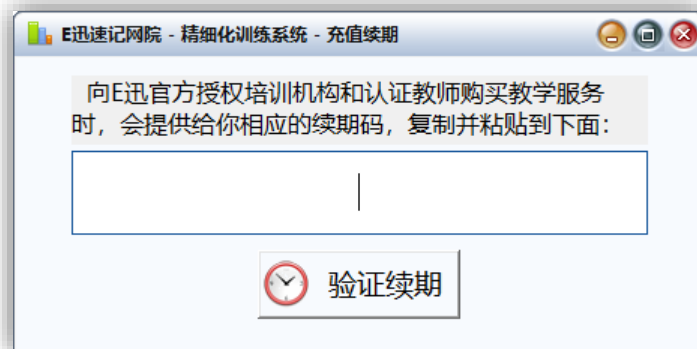 E迅速记网院 - 精细化训练系统 - 充值续期
向E迅官方授权培训机构和认证教师购买教学服务
时，会提供给你相应的续期码，复制并粘贴到下面：
验证续期